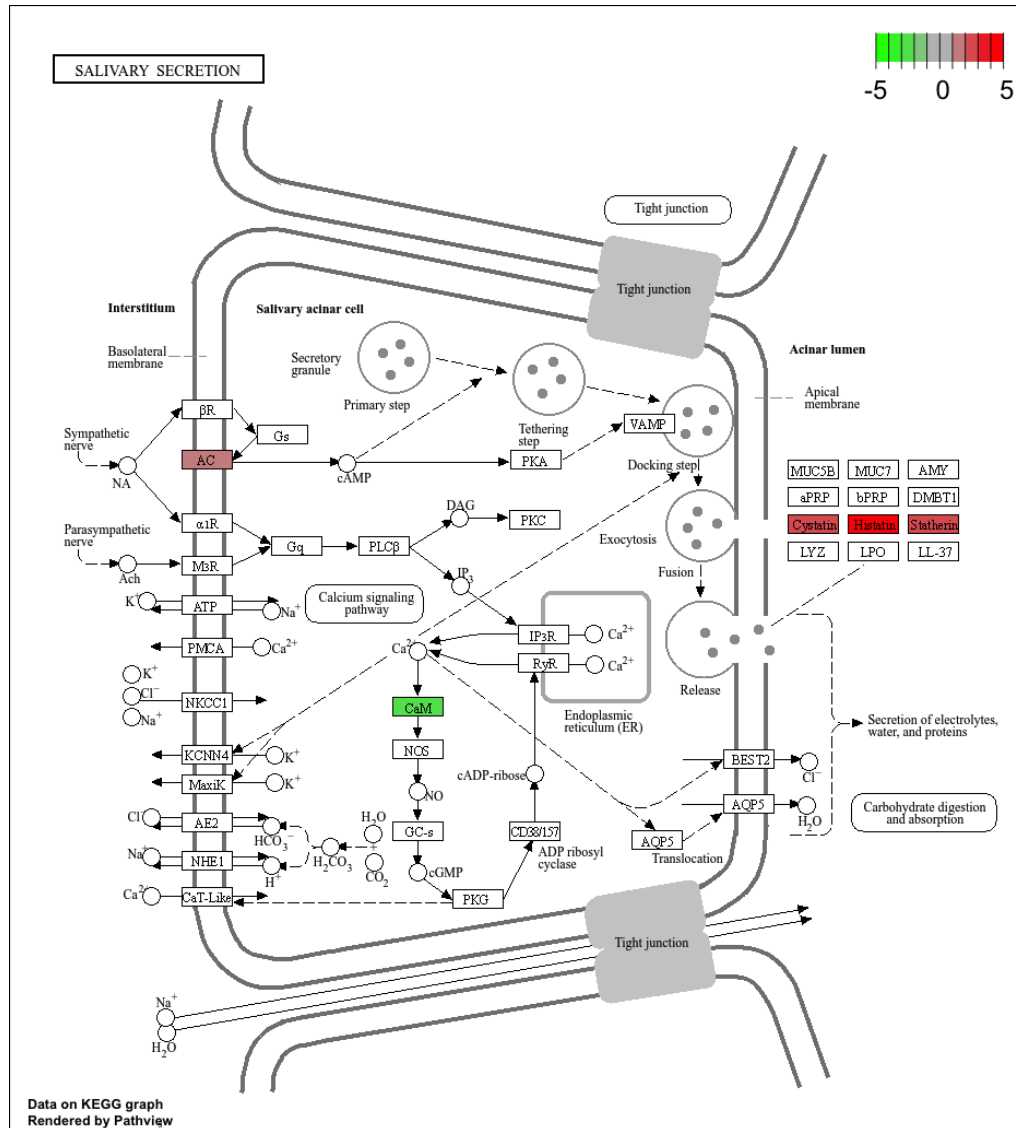 SALIVARY SECRETION
-5 0 5
Tight junction
Tight junction
Interstitium
Salivary acinar cell
Basolateral
membrane
Secretory
granule
Primary step
Tethering
step
Acinar lumen
Apical
membrane
βR
Gs
Sympathetic
nerve
NA
AC
cAMP
PKA
VAMP
Docking step
MUC5B MUC7 AMY
aPRP bPRP DMBT1
Cystatin Histatin Statherin
LYZ LPO LL-37
α1R
Parasympathetic
nerve
Ach
M3R
Gq
PLCβ
DAG
PKC
IP3
Exocytosis
Fusion
Release
Calcium signaling
pathway
K+
ATP
Na+
PMCA
Ca2+
K+
Cl−
Na+
NKCC1
Ca2+
IP3R
Ca2+
RyR
Ca2+
Endoplasmic
reticulum (ER)
CaM
NOS
NO
GC-s
cGMP
PKG
cADP-ribose
CD38/157
ADP ribosyl
cyclase
KCNN4
K+
MaxiK
K+
Cl−
AE2
HCO3−
Na+
NHE1
H+
H2CO3
H2O
+
CO2
Ca2+
CaT-Like
Secretion of electrolytes,
water, and proteins
BEST2
Cl−
AQP5
H2O
AQP5
Translocation
Carbohydrate digestion
and absorption
Tight junction
Na+
H2O
Data on KEGG graph
Rendered by Pathview